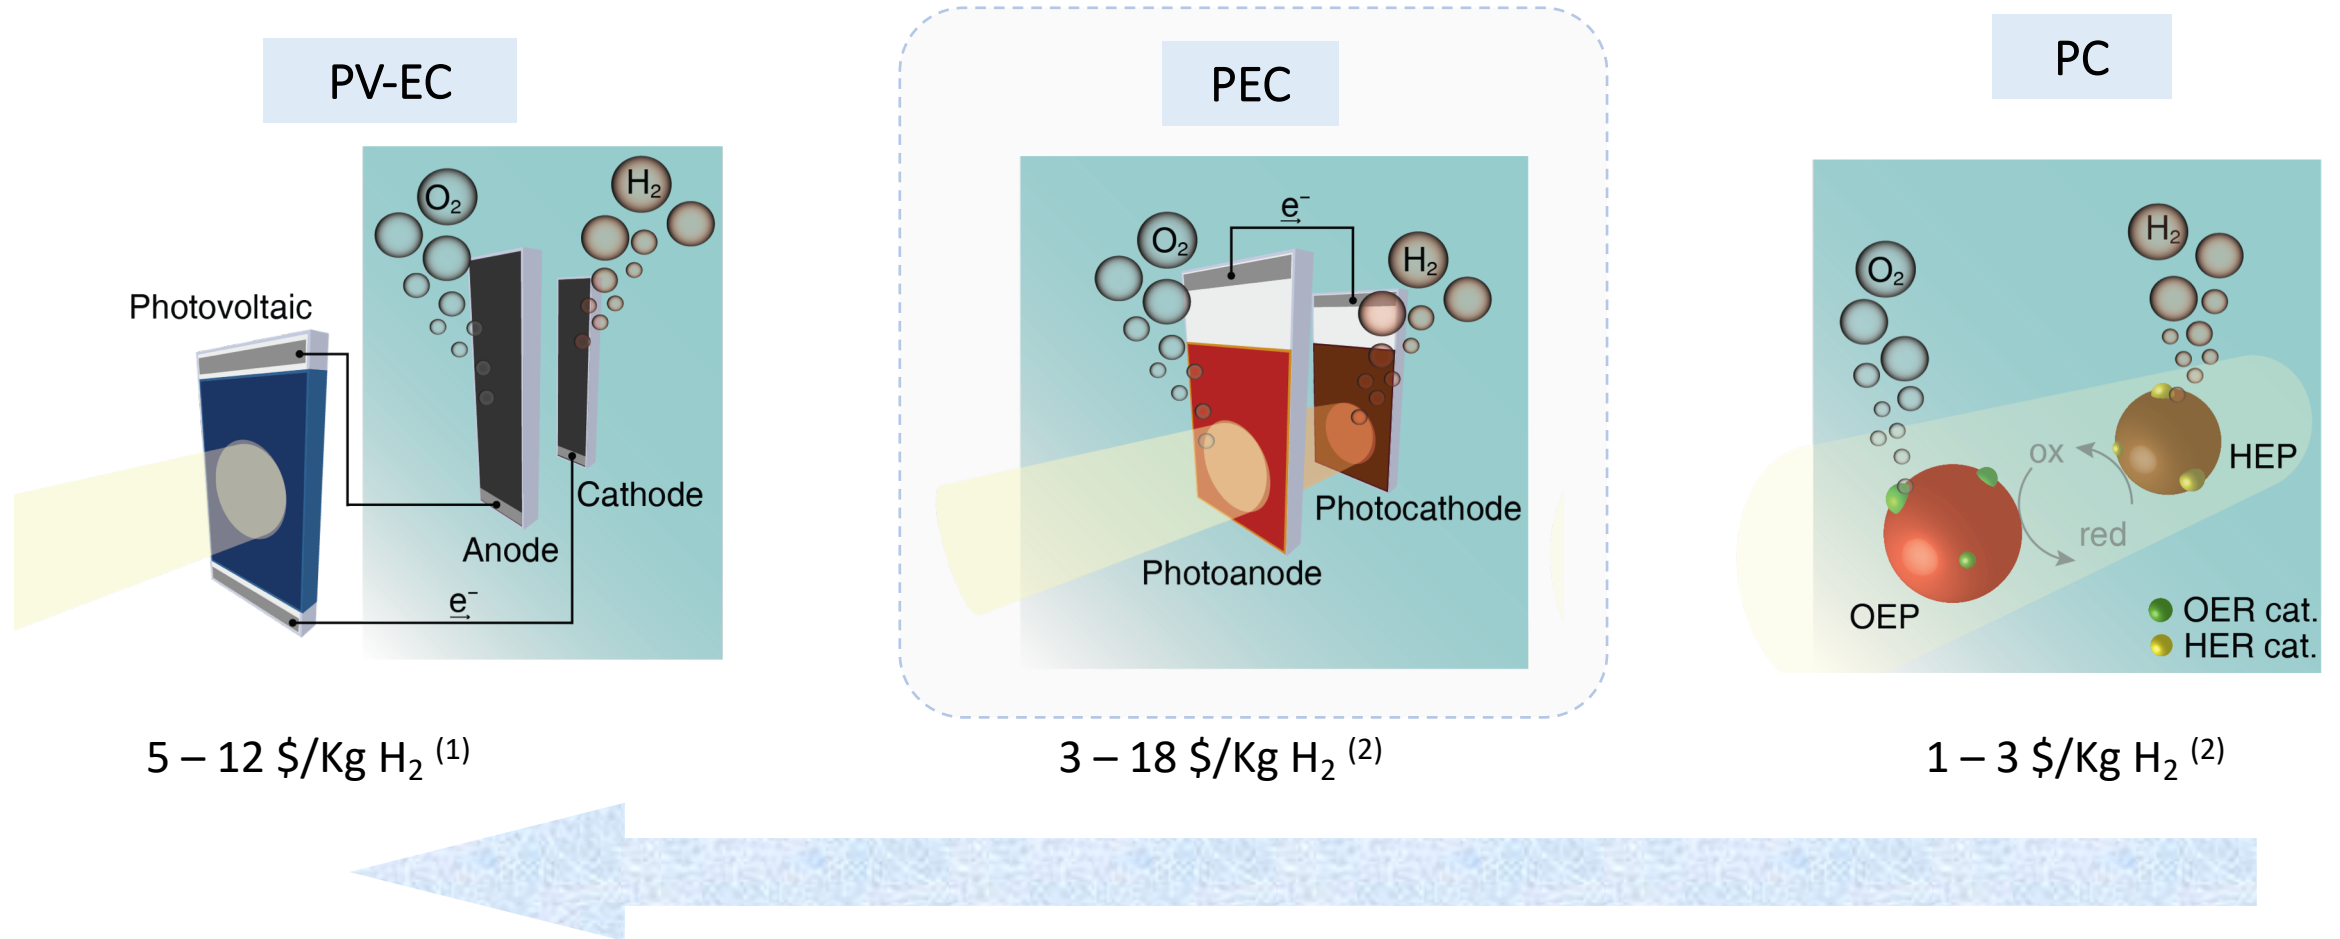 PV-EC
PEC
PC
O₂
H₂
Photovoltaic
Cathode
Anode
e⁻
e⁻
O₂
H₂
Photocathode
Photoanode
H₂
O₂
ox
HEP
red
OEP
OER cat.
HER cat.
5 – 12 $/Kg H₂ ⁽¹⁾
3 – 18 $/Kg H₂ ⁽²⁾
1 – 3 $/Kg H₂ ⁽²⁾